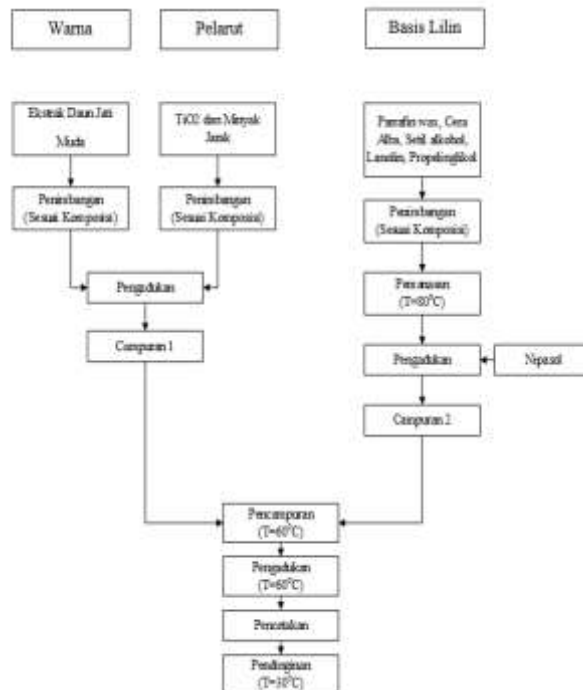 Warna
Pelarut
Basis Lilin
Ekstrak Daun Jati
Muda
TiO2 dan Minyak
Jarak
Parrafin wax, Cera
Alba, Setil alkohol,
Lanolin, Propilenglikol
Penimbangan
(Sesuai Komposisi)
Penimbangan
(Sesuai Komposisi)
Penimbangan
(Sesuai Komposisi)
Pengadukan
Pemanasan
(T=80°C)
Campuran 1
Pengadukan
Nipasol
Campuran 2
Pencampuran
(T=60°C)
Pengadukan
(T=60°C)
Pencetakan
Pendinginan
(T=30°C)